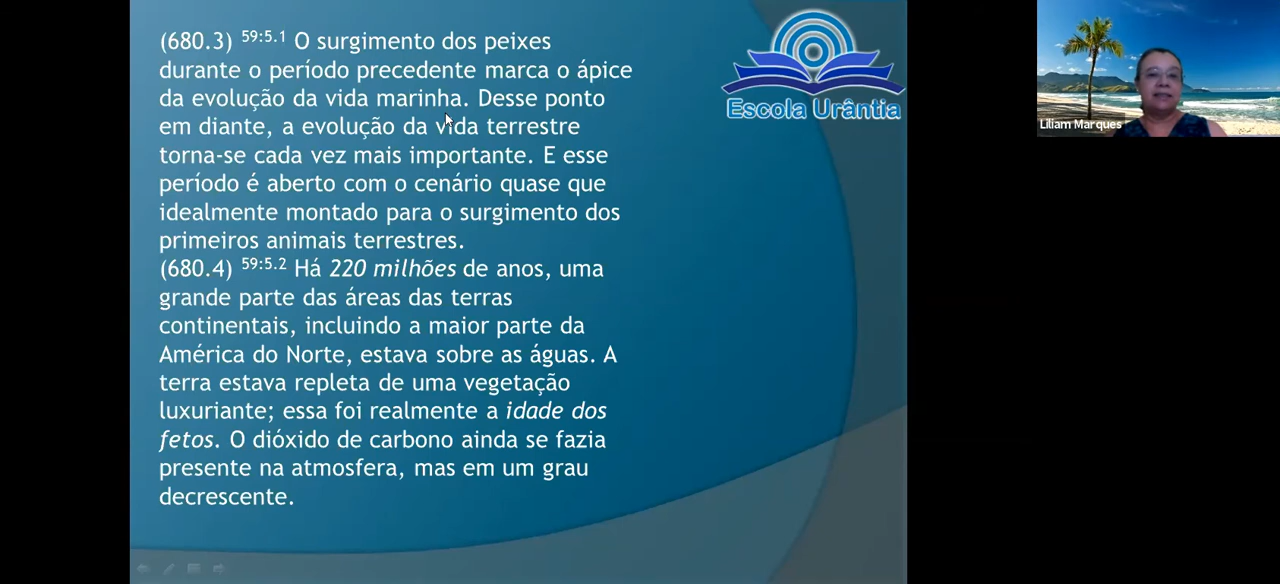 (680.3) 59:5.1 O surgimento dos peixes
durante o período precedente marca o ápice
da evolução da vida marinha. Desse ponto
em diante, a evolução da vida terrestre
torna-se cada vez mais importante. E esse
período é aberto com o cenário quase que
idealmente montado para o surgimento dos
primeiros animais terrestres.
(680.4) 59:5.2 Há 220 milhões de anos, uma
grande parte das áreas das terras
continentais, incluindo a maior parte da
América do Norte, estava sobre as águas. A
terra estava repleta de uma vegetação
luxuriante; essa foi realmente a idade dos
fetos. O dióxido de carbono ainda se fazia
presente na atmosfera, mas em um grau
decrescente.
Escola Urântia
Liliam Marques